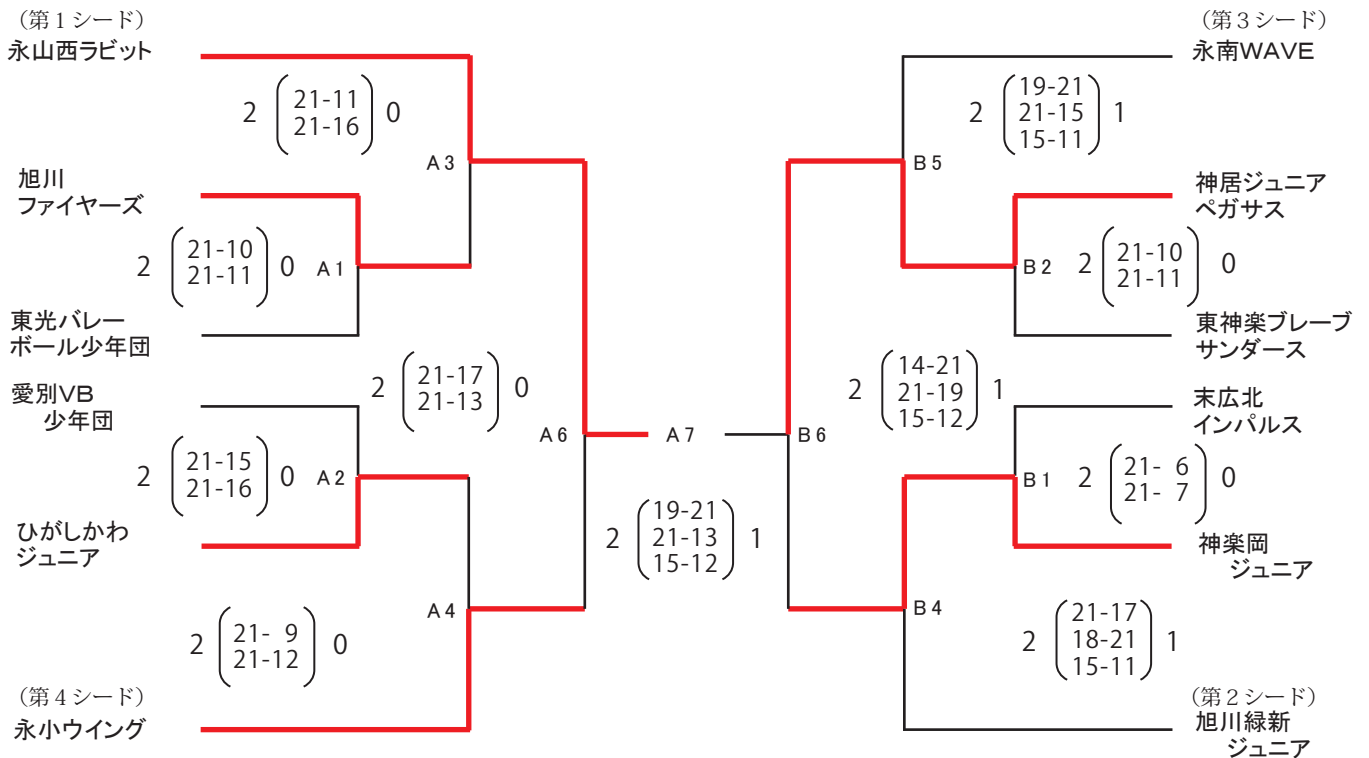 (第１シード)
永山西ラビット
2 21-11 0
21-16
A3
旭川
ファイヤーズ
2 21-10 0
21-11
A1
東光バレー
ボール少年団
愛別VB
少年団
2 21-17 0
21-13
A6
2 21-15 0
21-16
A2
ひがしかわ
ジュニア
A4
2 21- 9 0
21-12
(第４シード)
永小ウイング
A7
19-21
2 21-13 1
15-12
(第３シード)
永南WAVE
19-21
2 21-15 1
15-11
B5
神居ジュニア
ペガサス
B2
2 21-10 0
21-11
東神楽ブレーブ
サンダース
14-21
2 21-19 1
15-12
B6
末広北
インパルス
B1
2 21- 6 0
21- 7
神楽岡
ジュニア
B4
21-17
2 18-21 1
15-11
(第２シード)
旭川緑新
ジュニア